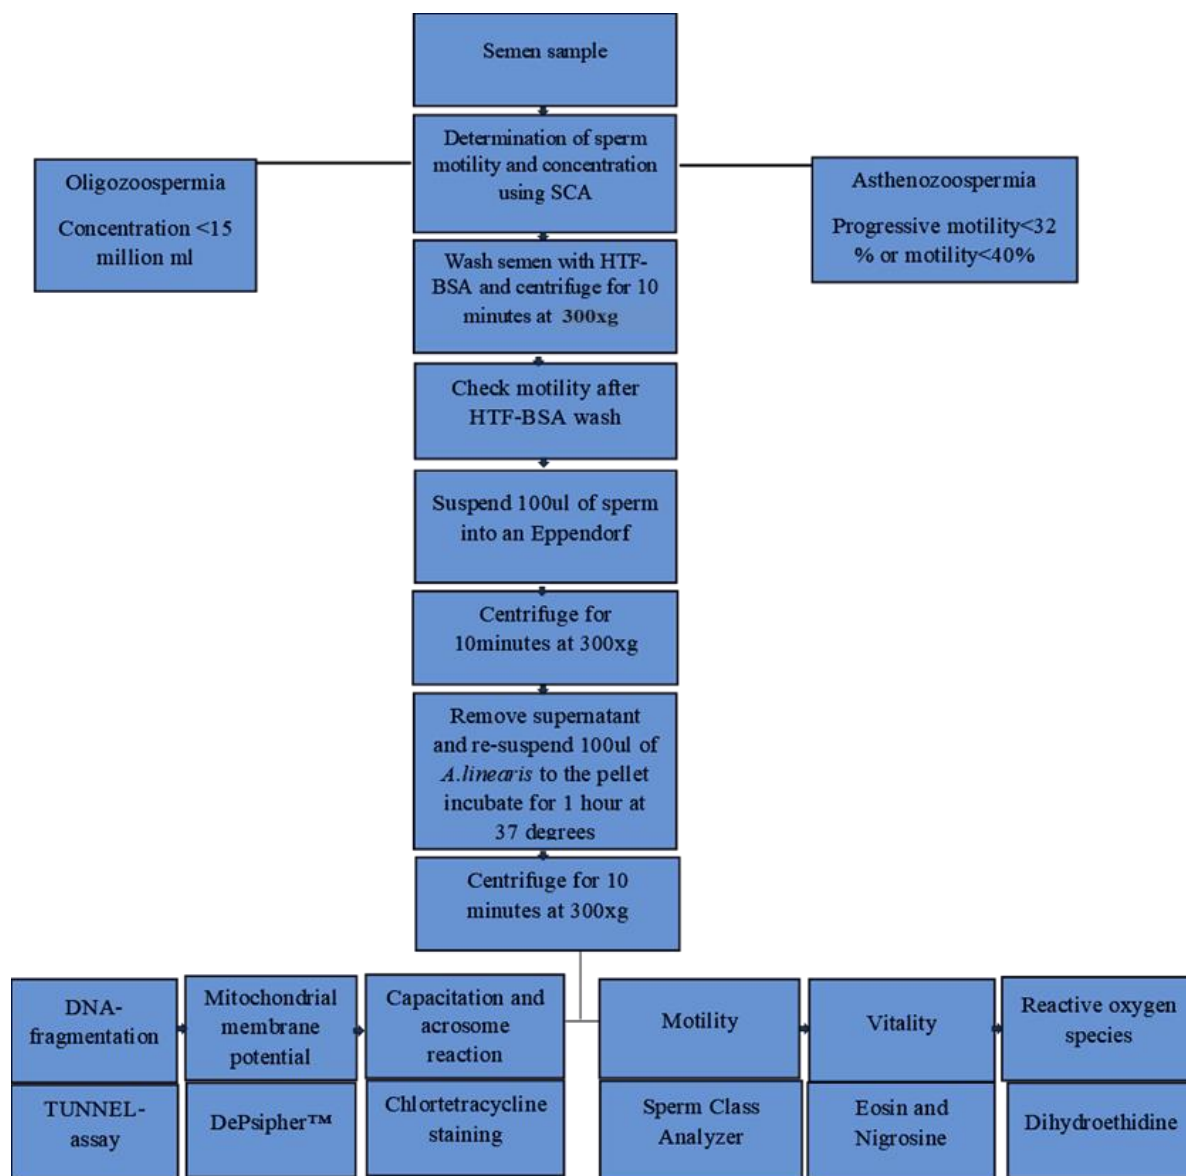 Semen sample
Determination of sperm
motility and concentration
using SCA
Oligozoospermia
Concentration <15
million ml
Asthenozoospermia
Progressive motility<32
% or motility<40%
Wash semen with HTF-
BSA and centrifuge for 10
minutes at 300xg
Check motility after
HTF-BSA wash
Suspend 100ul of sperm
into an Eppendorf
Centrifuge for
10minutes at 300xg
Remove supernatant
and re-suspend 100ul of
A.linearis to the pellet
incubate for 1 hour at
37 degrees
Centrifuge for 10
minutes at 300xg
DNA-
fragmentation
Mitochondrial
membrane
potential
Capacitation and
acrosome
reaction
Motility
Vitality
Reactive oxygen
species
TUNNEL-
assay
DePsipher™
Chlortetracycline
staining
Sperm Class
Analyzer
Eosin and
Nigrosine
Dihydroethidine